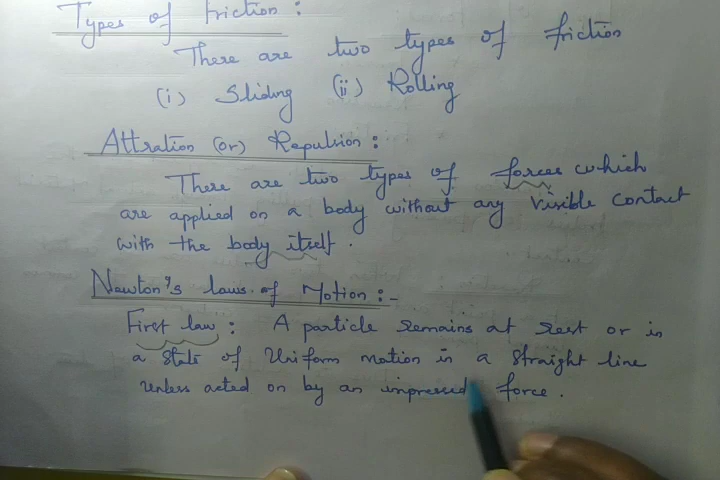 Types of friction :
There are two types of friction
(i) Sliding (ii) Rolling
Attration (or) Repulsion :
There are two types of forces which
are applied on a body without any visible contact
with the body itself.
Newton's laws of Motion :-
First law : A particle remains at rest or in
a state of Uniform motion in a straight line
unless acted on by an impressed force.